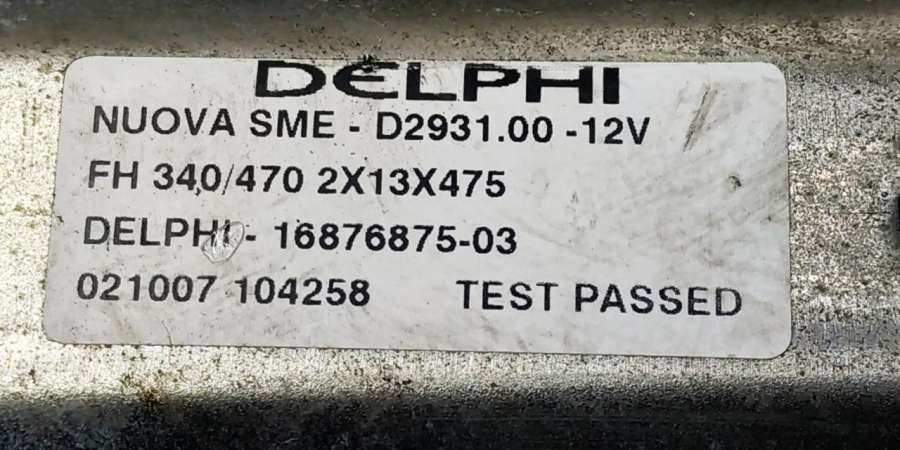 DELPHI
NUOVA SME - D2931.00 -12V
FH 340/470 2X13X475
DELPHI - 16876875-03
021007 104258 TEST PASSED